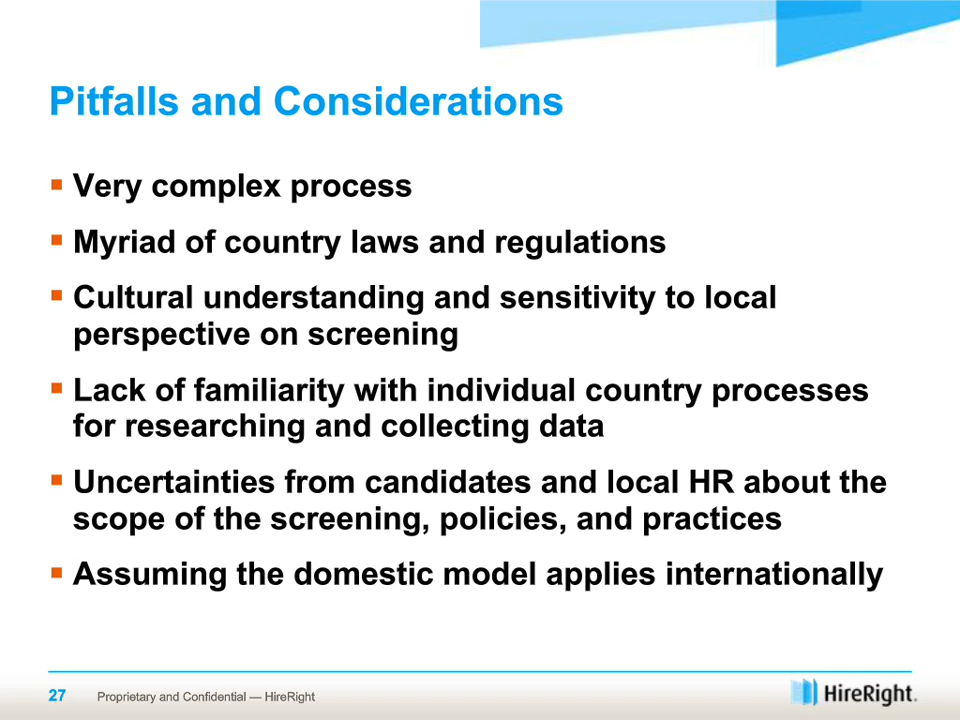 Pitfalls and Considerations
▪ Very complex process
▪ Myriad of country laws and regulations
▪ Cultural understanding and sensitivity to local
perspective on screening
▪ Lack of familiarity with individual country processes
for researching and collecting data
▪ Uncertainties from candidates and local HR about the
scope of the screening, policies, and practices
▪ Assuming the domestic model applies internationally
27 Proprietary and Confidential — HireRight
HireRight